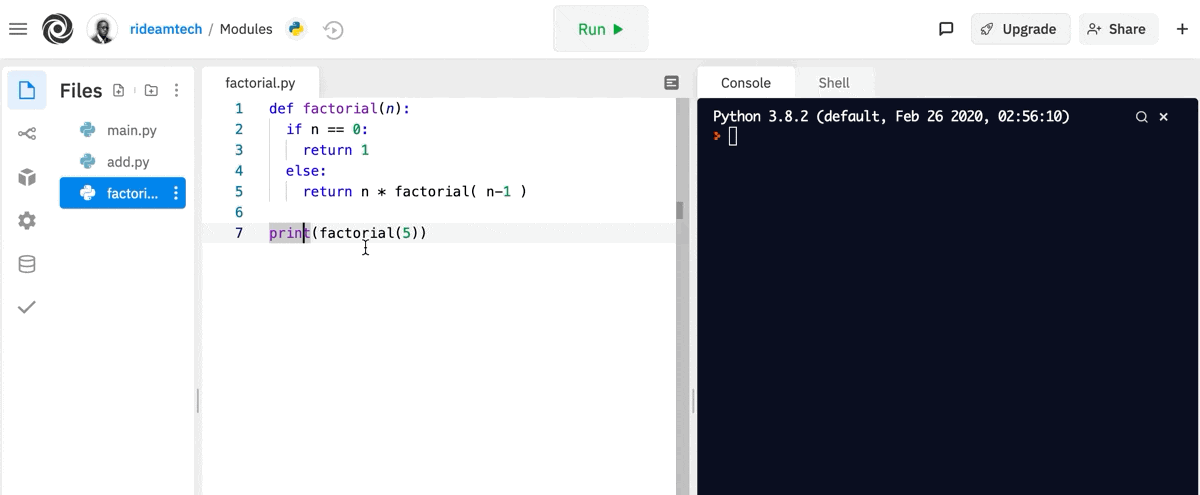 rideamtech / Modules
Run
Upgrade
Share
Files
main.py
add.py
factori...
factorial.py
1 def factorial(n):
2 if n == 0:
3 return 1
4 else:
5 return n * factorial( n-1 )
6
7 print(factorial(5))
Console Shell
Python 3.8.2 (default, Feb 26 2020, 02:56:10)